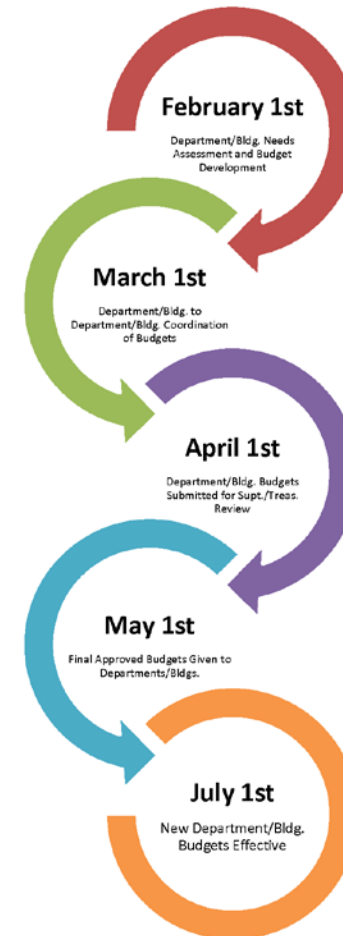 February 1st
Department/Bldg. Needs
Assessment and Budget
Development
March 1st
Department/Bldg. to
Department/Bldg. Coordination
of Budgets
April 1st
Department/Bldg. Budgets
Submitted for Supt./Treas.
Review
May 1st
Final Approved Budgets Given to
Departments/Bldgs.
July 1st
New Department/Bldg.
Budgets Effective